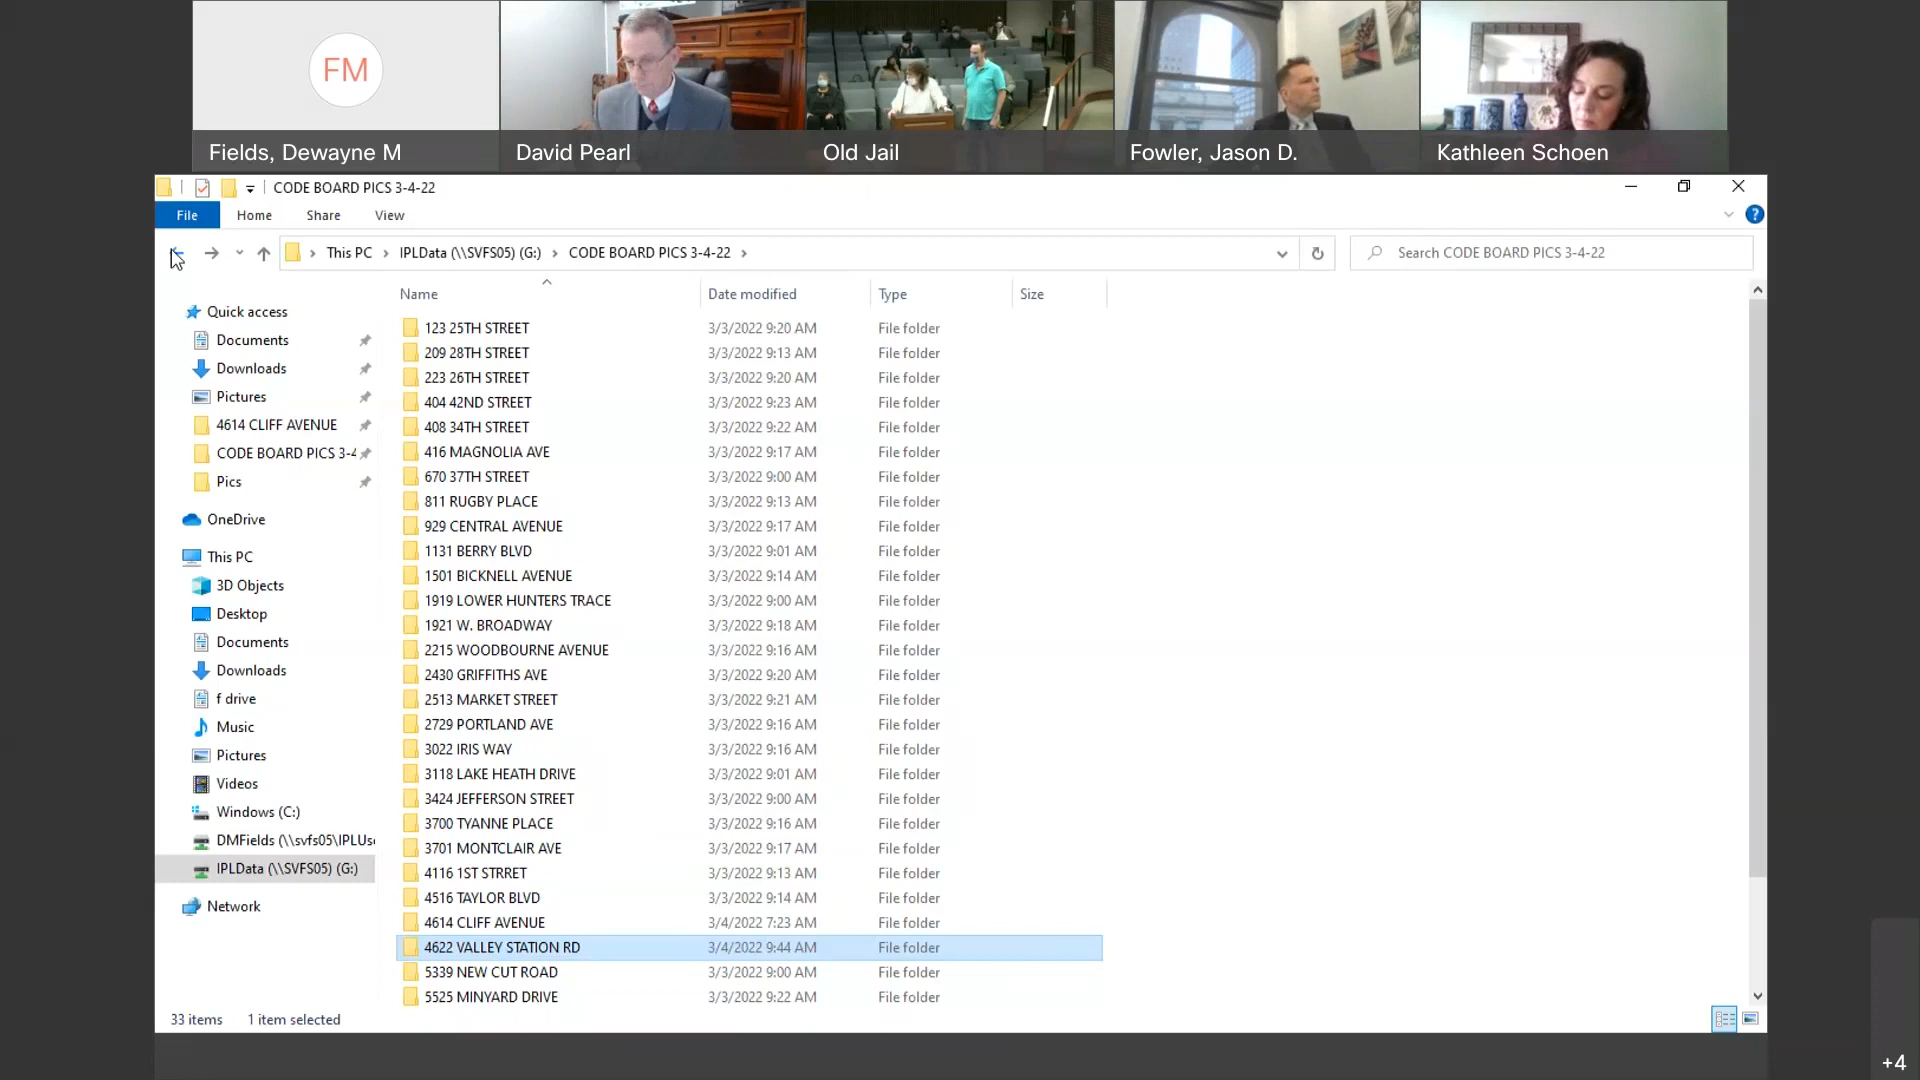 FM
Fields, Dewayne M
David Pearl
Old Jail
Fowler, Jason D.
Kathleen Schoen
CODE BOARD PICS 3-4-22
File Home Share View
This PC > IPLData (\\SVFS05) (G:) > CODE BOARD PICS 3-4-22 >
Search CODE BOARD PICS 3-4-22
Name Date modified Type Size
Quick access
Documents
Downloads
Pictures
4614 CLIFF AVENUE
CODE BOARD PICS 3-4
Pics
OneDrive
This PC
3D Objects
Desktop
Documents
Downloads
f drive
Music
Pictures
Videos
Windows (C:)
DMFields (\\svfs05\IPLUse
IPLData (\\SVFS05) (G:)
Network
123 25TH STREET 3/3/2022 9:20 AM File folder
209 28TH STREET 3/3/2022 9:13 AM File folder
223 26TH STREET 3/3/2022 9:20 AM File folder
404 42ND STREET 3/3/2022 9:23 AM File folder
408 34TH STREET 3/3/2022 9:22 AM File folder
416 MAGNOLIA AVE 3/3/2022 9:17 AM File folder
670 37TH STREET 3/3/2022 9:00 AM File folder
811 RUGBY PLACE 3/3/2022 9:13 AM File folder
929 CENTRAL AVENUE 3/3/2022 9:17 AM File folder
1131 BERRY BLVD 3/3/2022 9:01 AM File folder
1501 BICKNELL AVENUE 3/3/2022 9:14 AM File folder
1919 LOWER HUNTERS TRACE 3/3/2022 9:00 AM File folder
1921 W. BROADWAY 3/3/2022 9:18 AM File folder
2215 WOODBOURNE AVENUE 3/3/2022 9:16 AM File folder
2430 GRIFFITHS AVE 3/3/2022 9:20 AM File folder
2513 MARKET STREET 3/3/2022 9:21 AM File folder
2729 PORTLAND AVE 3/3/2022 9:16 AM File folder
3022 IRIS WAY 3/3/2022 9:16 AM File folder
3118 LAKE HEATH DRIVE 3/3/2022 9:01 AM File folder
3424 JEFFERSON STREET 3/3/2022 9:00 AM File folder
3700 TYANNE PLACE 3/3/2022 9:16 AM File folder
3701 MONTCLAIR AVE 3/3/2022 9:17 AM File folder
4116 1ST STRRET 3/3/2022 9:13 AM File folder
4516 TAYLOR BLVD 3/3/2022 9:14 AM File folder
4614 CLIFF AVENUE 3/4/2022 7:23 AM File folder
4622 VALLEY STATION RD 3/4/2022 9:44 AM File folder
5339 NEW CUT ROAD 3/3/2022 9:00 AM File folder
5525 MINYARD DRIVE 3/3/2022 9:22 AM File folder
33 items 1 item selected
+4